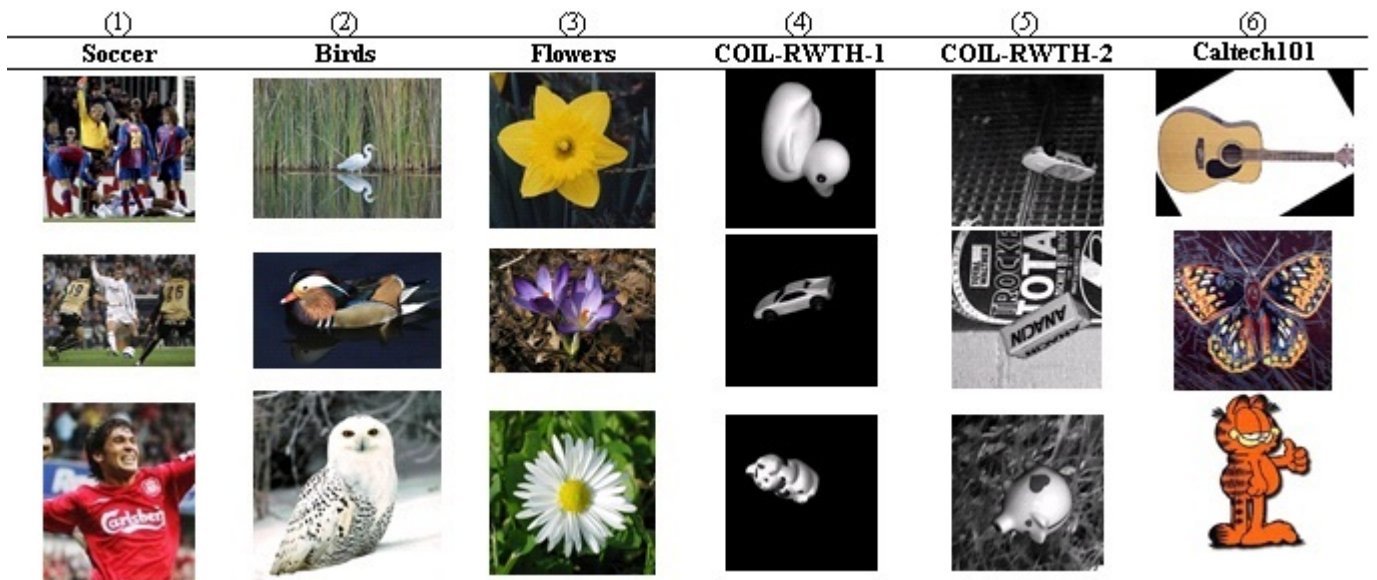 (1) (2) (3) (4) (5) (6)
Soccer Birds Flowers COIL-RWTH-1 COIL-RWTH-2 Caltech101
TOTA
ANACIN
Carlsberg